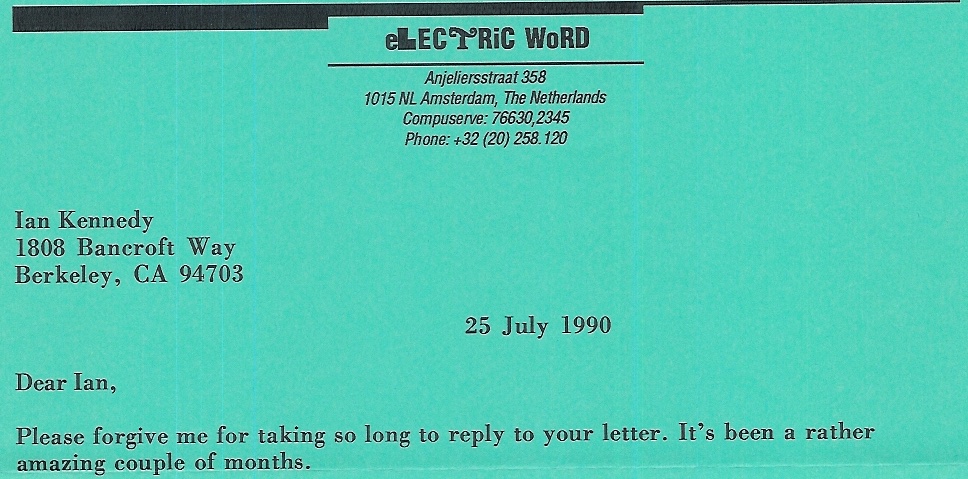 eLECTRiC WoRD
Anjeliersstraat 358
1015 NL Amsterdam, The Netherlands
Compuserve: 76630,2345
Phone: +32 (20) 258.120
Ian Kennedy
1808 Bancroft Way
Berkeley, CA 94703
25 July 1990
Dear Ian,
Please forgive me for taking so long to reply to your letter. It's been a rather
amazing couple of months.